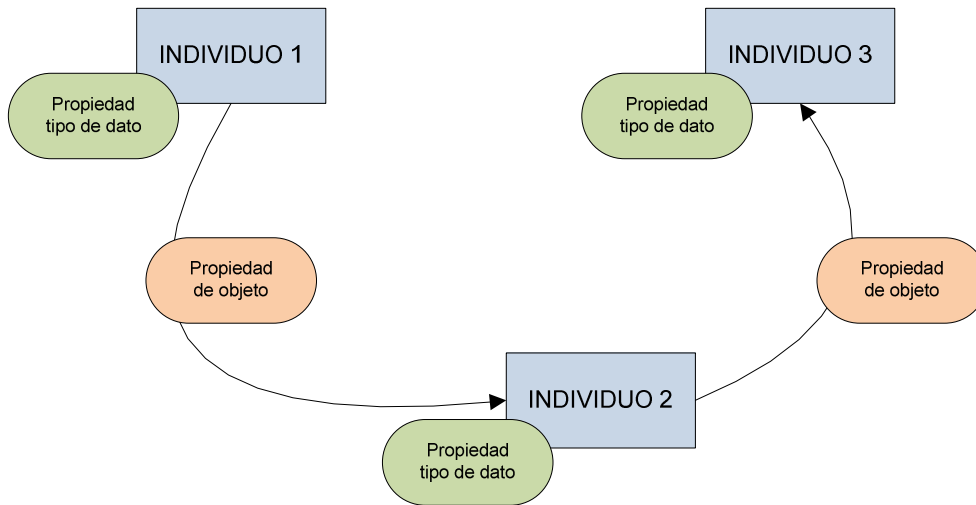 INDIVIDUO 1
Propiedad
tipo de dato
INDIVIDUO 3
Propiedad
tipo de dato
Propiedad
de objeto
Propiedad
de objeto
INDIVIDUO 2
Propiedad
tipo de dato